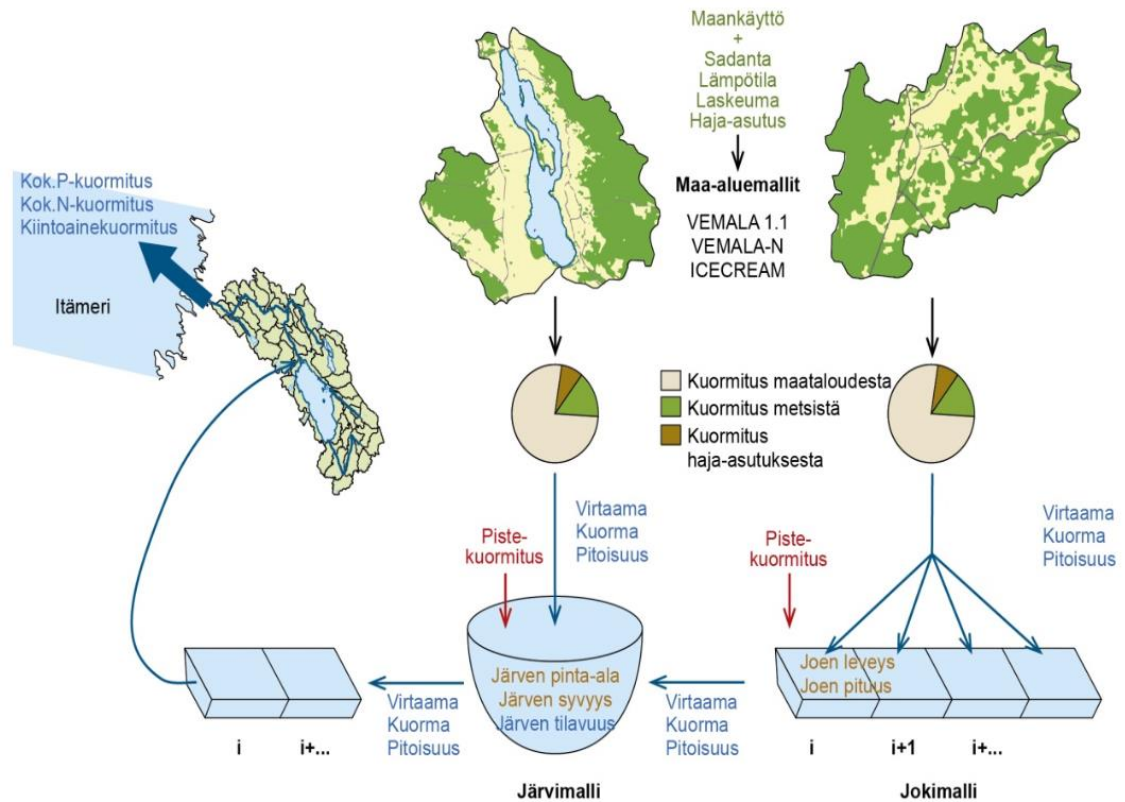 Maankäyttö
+
Sadanta
Lämpötila
Laskeuma
Haja-asutus
Maa-aluemallit
VEMALA 1.1
VEMALA-N
ICECREAM
Kok.P-kuormitus
Kok.N-kuormitus
Kiintoainekuormitus
Itämeri
Kuormitus maataloudesta
Kuormitus metsistä
Kuormitus
haja-asutuksesta
Piste-
kuormitus
Virtaama
Kuorma
Pitoisuus
Piste-
kuormitus
Virtaama
Kuorma
Pitoisuus
i
i+...
Virtaama
Kuorma
Pitoisuus
Järven pinta-ala
Järven syvyys
Järven tilavuus
Järvimalli
Virtaama
Kuorma
Pitoisuus
Joen leveys
Joen pituus
i
i+1
i+...
Jokimalli